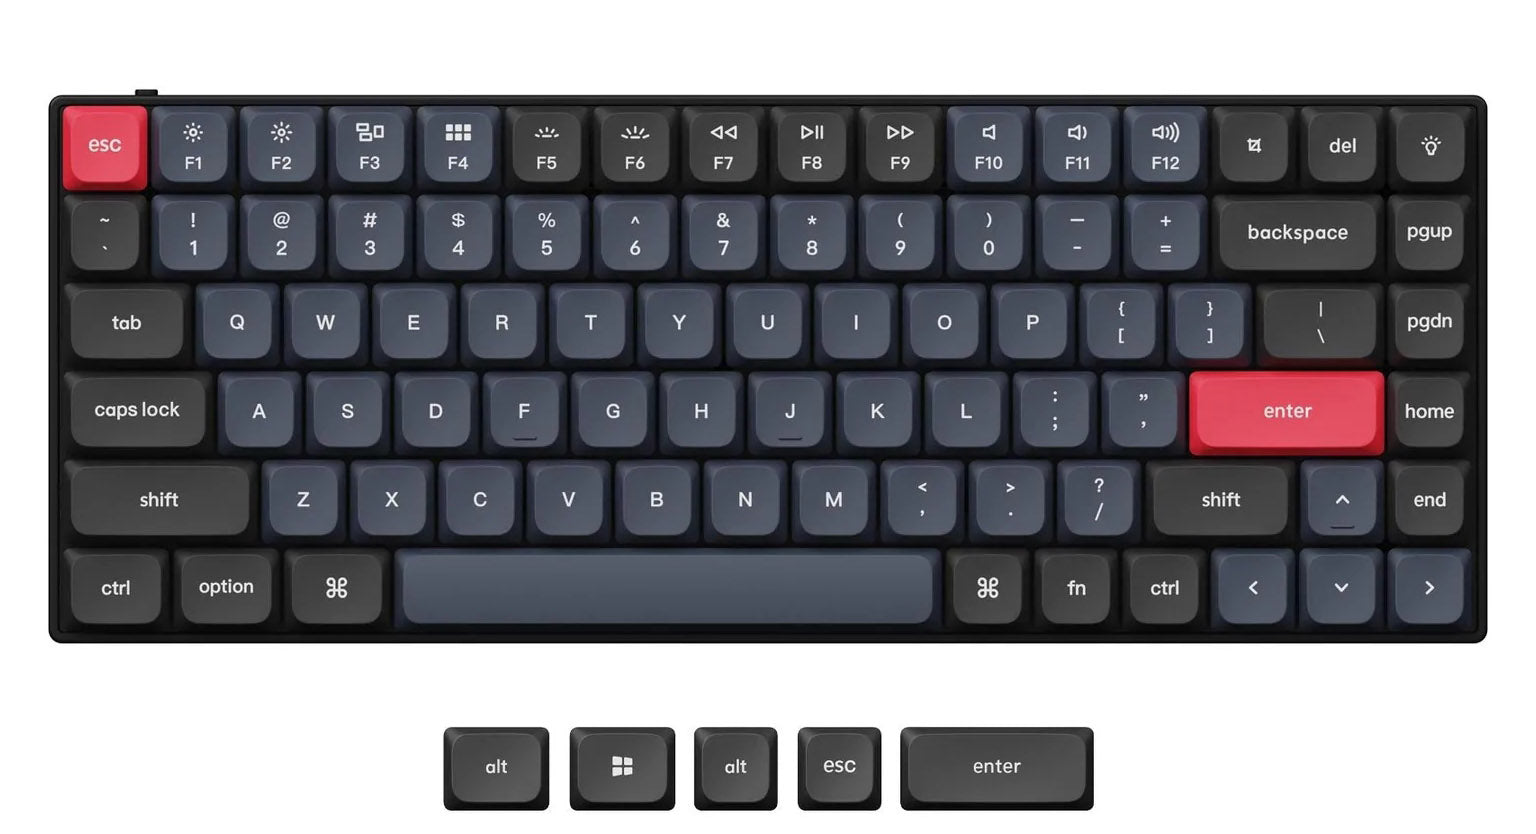 esc F1 F2 F3 F4 F5 F6 F7 F8 F9 F10 F11 F12 del
~ ! @ # $ % ^ & * ( ) — +
` 1 2 3 4 5 6 7 8 9 0 - = backspace pgup
tab Q W E R T Y U I O P { [ } ] | \ pgdn
caps lock A S D F G H J K L : ; ” ’ enter home
shift Z X C V B N M < , > . ? / shift ^ end
ctrl option ⌘ ⌘ fn ctrl < ⌄ >
alt alt esc enter